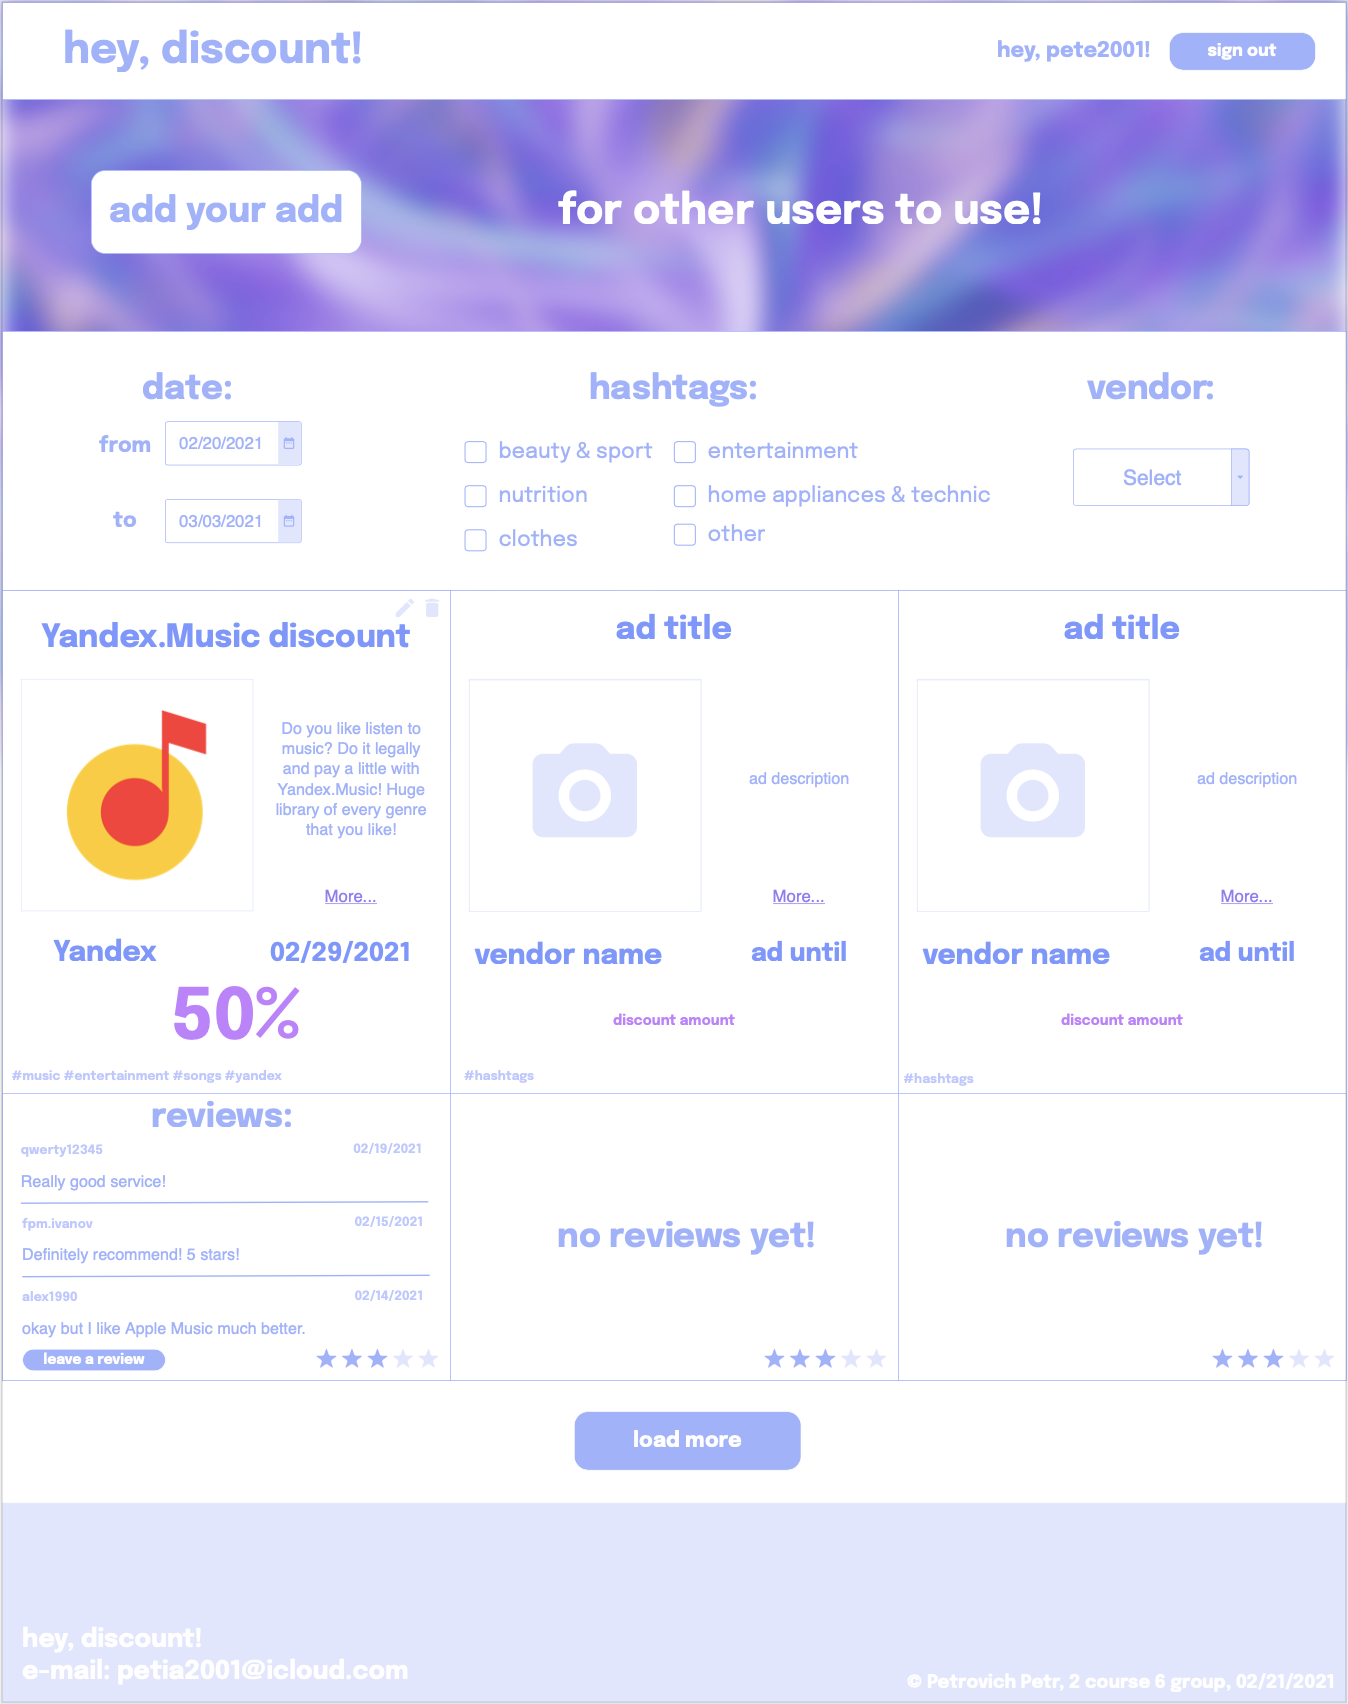 hey, discount!
hey, pete2001!
sign out
add your add
for other users to use!
date:
from
02/20/2021
to
03/03/2021
hashtags:
beauty & sport
entertainment
nutrition
home appliances & technic
clothes
other
vendor:
Select
Yandex.Music discount
Do you like listen to
music? Do it legally
and pay a little with
Yandex.Music! Huge
library of every genre
that you like!
More...
Yandex
02/29/2021
50%
#music #entertainment #songs #yandex
ad title
ad description
More...
vendor name
ad until
discount amount
#hashtags
ad title
ad description
More...
vendor name
ad until
discount amount
#hashtags
reviews:
qwerty12345
02/19/2021
Really good service!
fpm.ivanov
02/15/2021
Definitely recommend! 5 stars!
alex1990
02/14/2021
okay but I like Apple Music much better.
leave a review
no reviews yet!
no reviews yet!
load more
hey, discount!
e-mail: petia2001@icloud.com
© Petrovich Petr, 2 course 6 group, 02/21/2021